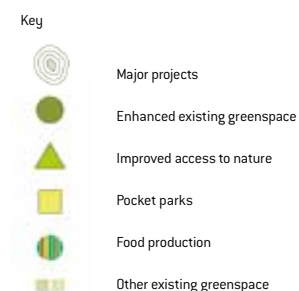 Key
Major projects
Enhanced existing greenspace
Improved access to nature
Pocket parks
Food production
Other existing greenspace